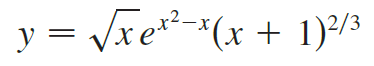 y = √x e^{x²−x}(x + 1)^{2/3}